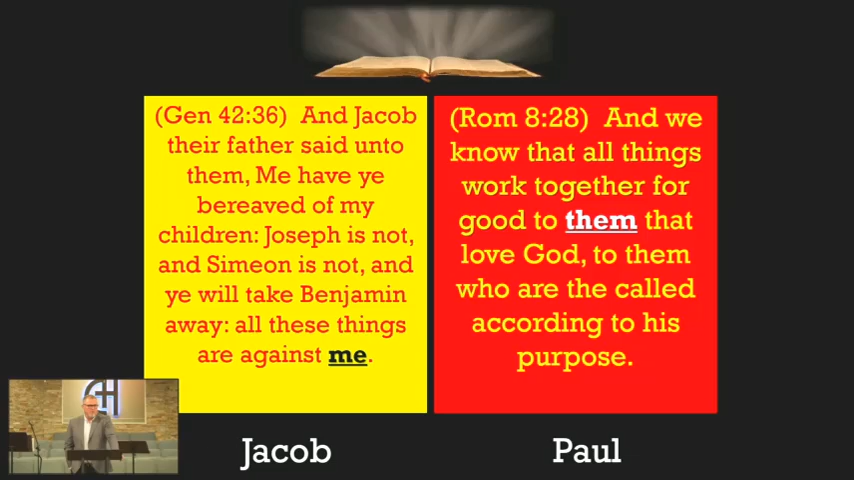 (Gen 42:36)  And Jacob
their father said unto
them, Me have ye
bereaved of my
children: Joseph is not,
and Simeon is not, and
ye will take Benjamin
away: all these things
are against me.
(Rom 8:28)  And we
know that all things
work together for
good to them that
love God, to them
who are the called
according to his
purpose.
Jacob
Paul